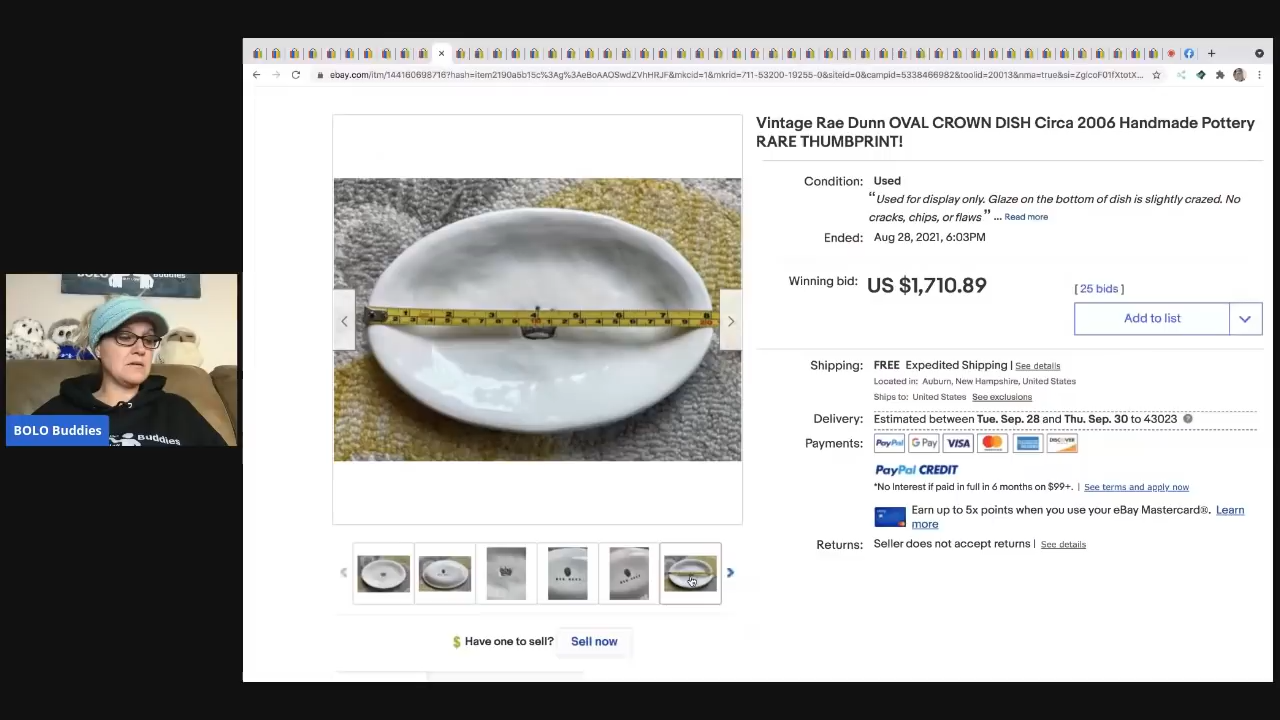 ebay.com/itm/144160698716?hash=item2190a5b15c%3Ag%3AeBoAAOSwdZVhHRJF&mkcid=1&mkrid=711-53200-19255-0&siteid=0&campid=5338466982&toolid=20013&nma=true&si=ZglcoF01fXtotX...
Vintage Rae Dunn OVAL CROWN DISH Circa 2006 Handmade Pottery
RARE THUMBPRINT!
Condition: Used
“Used for display only. Glaze on the bottom of dish is slightly crazed. No
cracks, chips, or flaws” ... Read more
Ended: Aug 28, 2021, 6:03PM
Winning bid: US $1,710.89 [ 25 bids ]
Add to list
Shipping: FREE Expedited Shipping | See details
Located in: Auburn, New Hampshire, United States
Ships to: United States See exclusions
Delivery: Estimated between Tue. Sep. 28 and Thu. Sep. 30 to 43023
Payments: PayPal G Pay VISA mastercard DISCOVER
PayPal CREDIT
*No Interest if paid in full in 6 months on $99+. | See terms and apply now
Earn up to 5x points when you use your eBay Mastercard®. Learn
more
Returns: Seller does not accept returns | See details
$ Have one to sell? Sell now
BOLO Buddies
Buddies